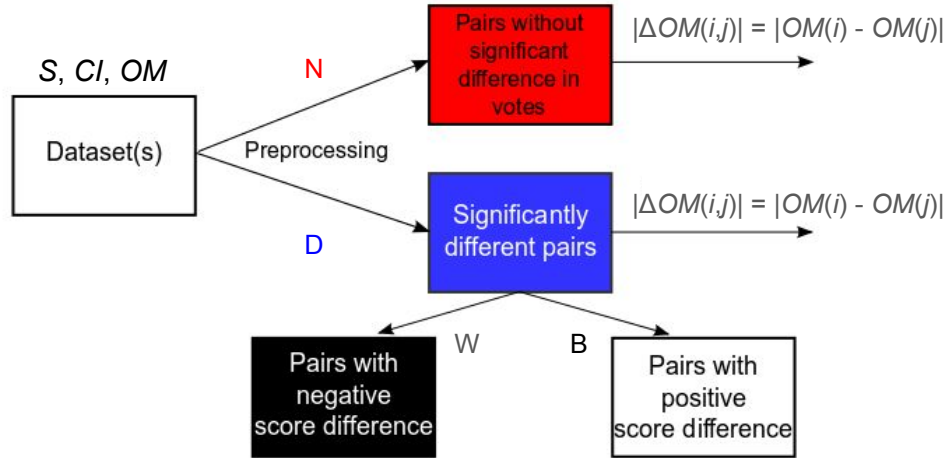 S, CI, OM
Dataset(s)
N
Preprocessing
D
Pairs without
significant
difference in
votes
|ΔOM(i,j)| = |OM(i) - OM(j)|
Significantly
different pairs
|ΔOM(i,j)| = |OM(i) - OM(j)|
W
B
Pairs with
negative
score difference
Pairs with
positive
score difference